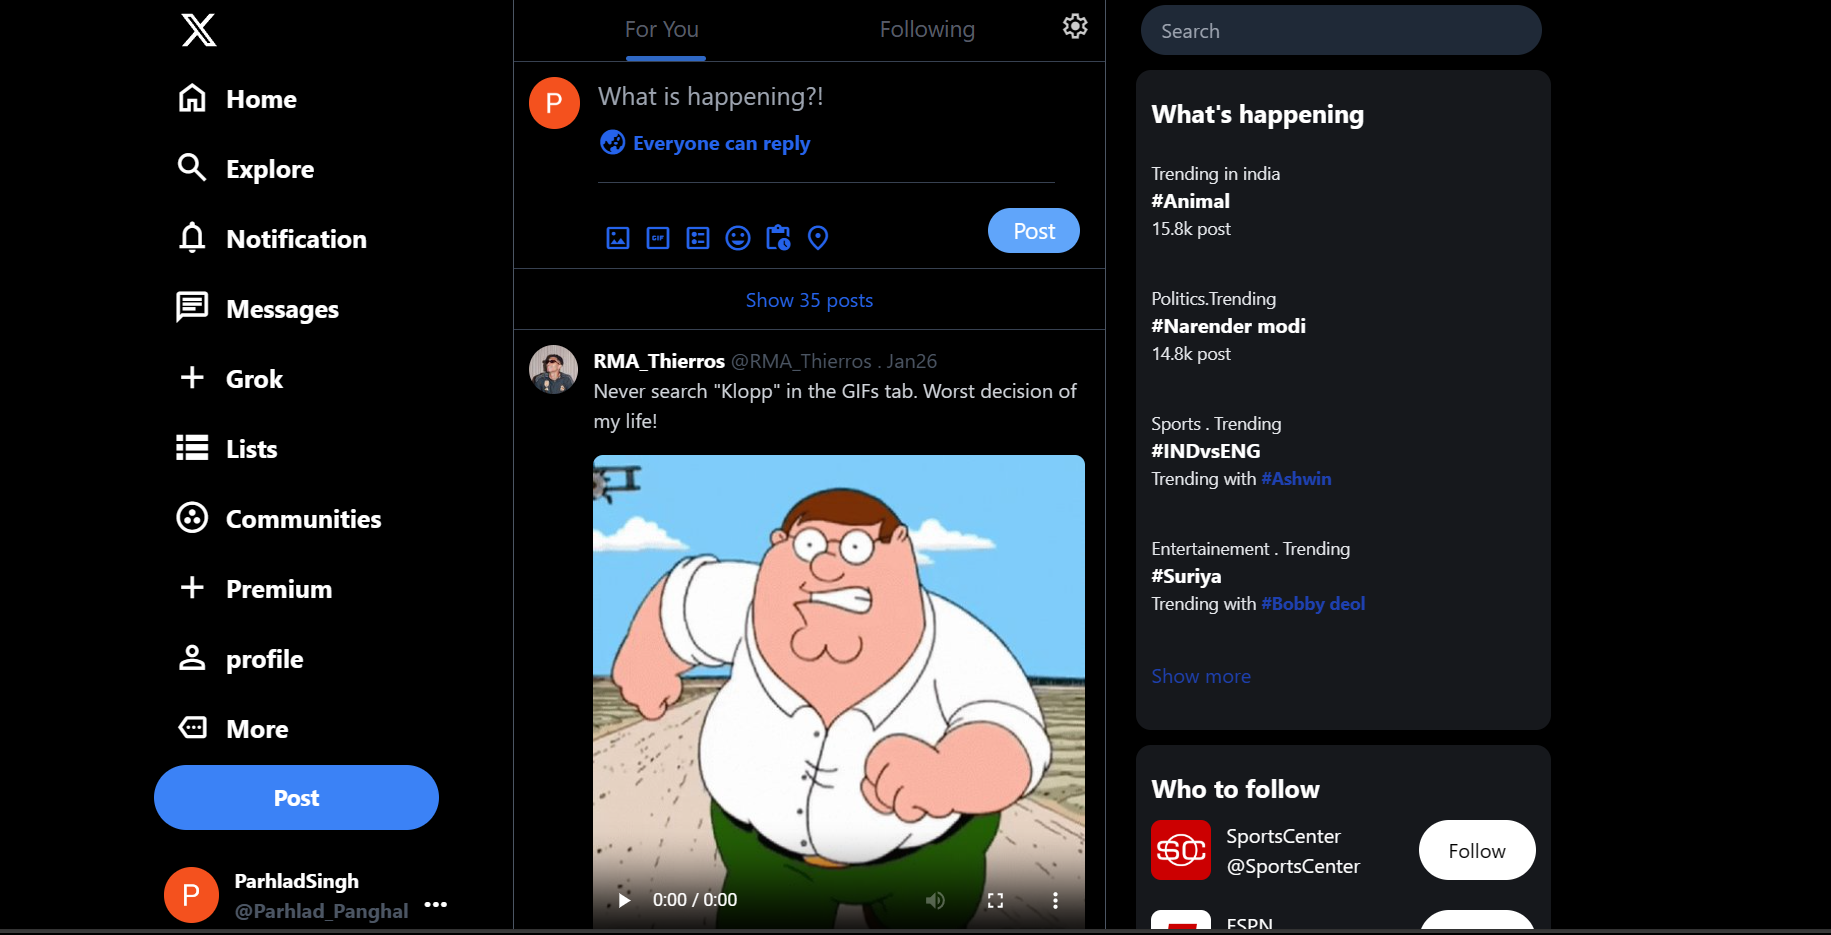 Home
Explore
Notification
Messages
Grok
Lists
Communities
Premium
profile
More
Post
P
ParhladSingh
@Parhlad_Panghal
For You
Following
P
What is happening?!
Everyone can reply
GIF
Post
Show 35 posts
RMA_Thierros @RMA_Thierros . Jan26
Never search "Klopp" in the GIFs tab. Worst decision of
my life!
0:00 / 0:00
Search
What's happening
Trending in india
#Animal
15.8k post
Politics.Trending
#Narender modi
14.8k post
Sports . Trending
#INDvsENG
Trending with #Ashwin
Entertainement . Trending
#Suriya
Trending with #Bobby deol
Show more
Who to follow
SC
SportsCenter
@SportsCenter
Follow
ESPN